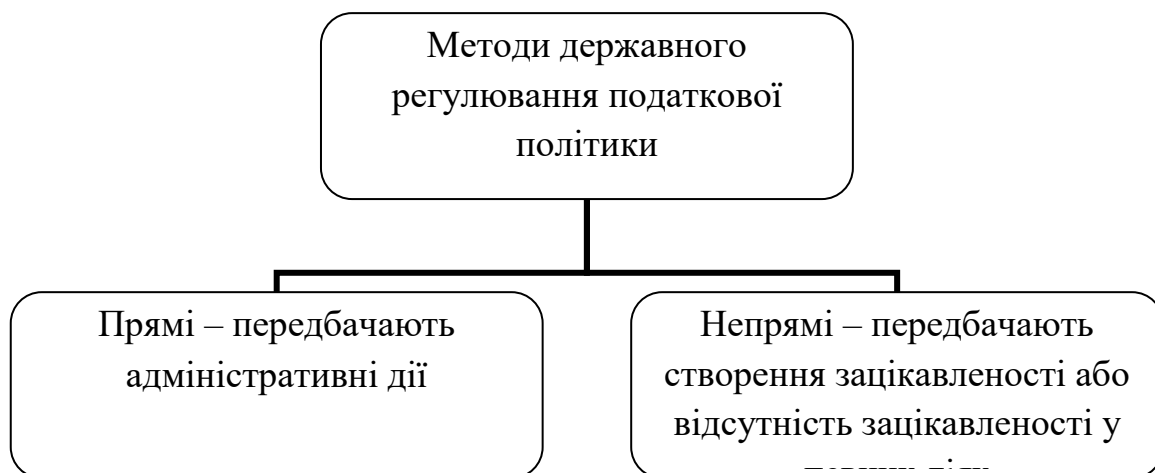 Методи державного
регулювання податкової
політики
Прямі – передбачають
адміністративні дії
Непрямі – передбачають
створення зацікавленості або
відсутність зацікавленості у